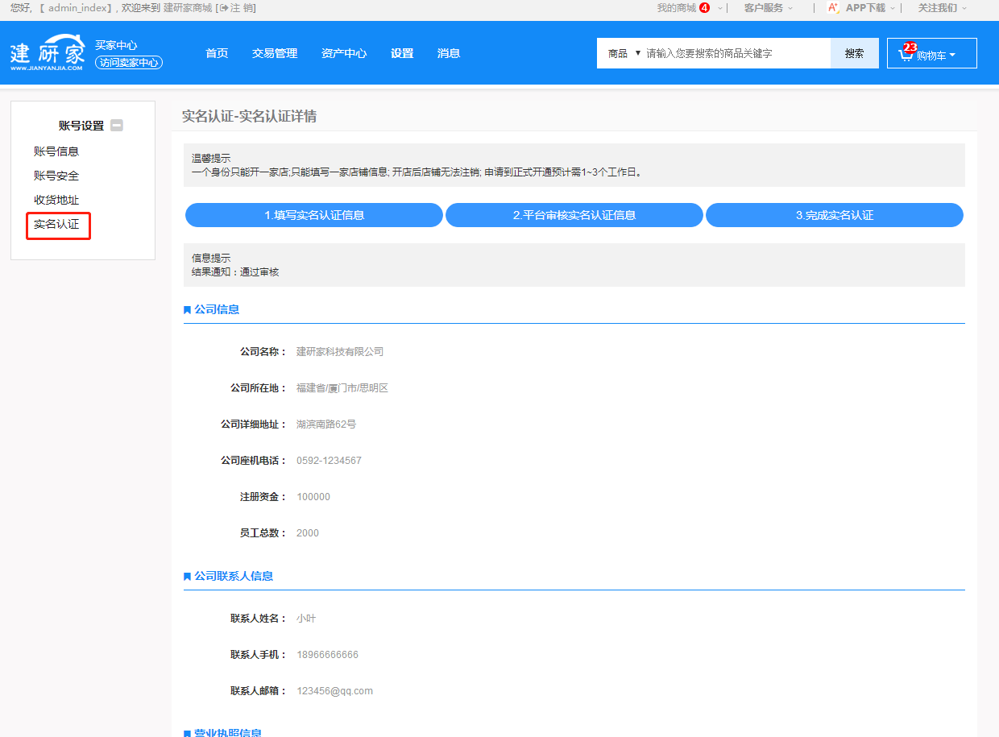 您好, 【 admin_index】, 欢迎来到 建研家商城 [注 销]
我的商城 4 | 客户服务 | APP下载 | 关注我们
建研家
WWW.JIANYANJIA.COM
买家中心
访问卖家中心
首页 交易管理 资产中心 设置 消息
商品 ▼ 请输入您要搜索的商品关键字 搜索
23 购物车
账号设置
账号信息
账号安全
收货地址
实名认证
实名认证-实名认证详情
温馨提示
一个身份只能开一家店;只能填写一家店铺信息; 开店后店铺无法注销; 申请到正式开通预计需1~3个工作日。
1.填写实名认证信息 2.平台审核实名认证信息 3.完成实名认证
信息提示
结果通知：通过审核
公司信息
公司名称： 建研家科技有限公司
公司所在地： 福建省/厦门市/思明区
公司详细地址： 湖滨南路62号
公司座机电话： 0592-1234567
注册资金： 100000
员工总数： 2000
公司联系人信息
联系人姓名： 小叶
联系人手机： 18966666666
联系人邮箱： 123456@qq.com
营业执照信息